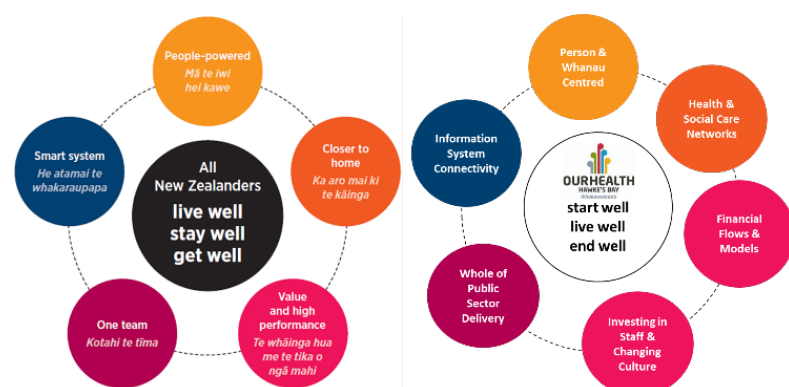 People-powered
Mā te iwi
hei kawe
Smart system
He atamai te
whakaraupapa
All
New Zealanders
live well
stay well
get well
Closer to
home
Ka aro mai ki
te kāinga
One team
Kotahi te tīma
Value
and high
performance
Te whāinga hua
me te tika o
ngā mahi
Person &
Whanau
Centred
Information
System
Connectivity
Health &
Social Care
Networks
OURHEALTH
HAWKE'S BAY
start well
live well
end well
Financial
Flows &
Models
Whole of
Public
Sector
Delivery
Investing in
Staff &
Changing
Culture